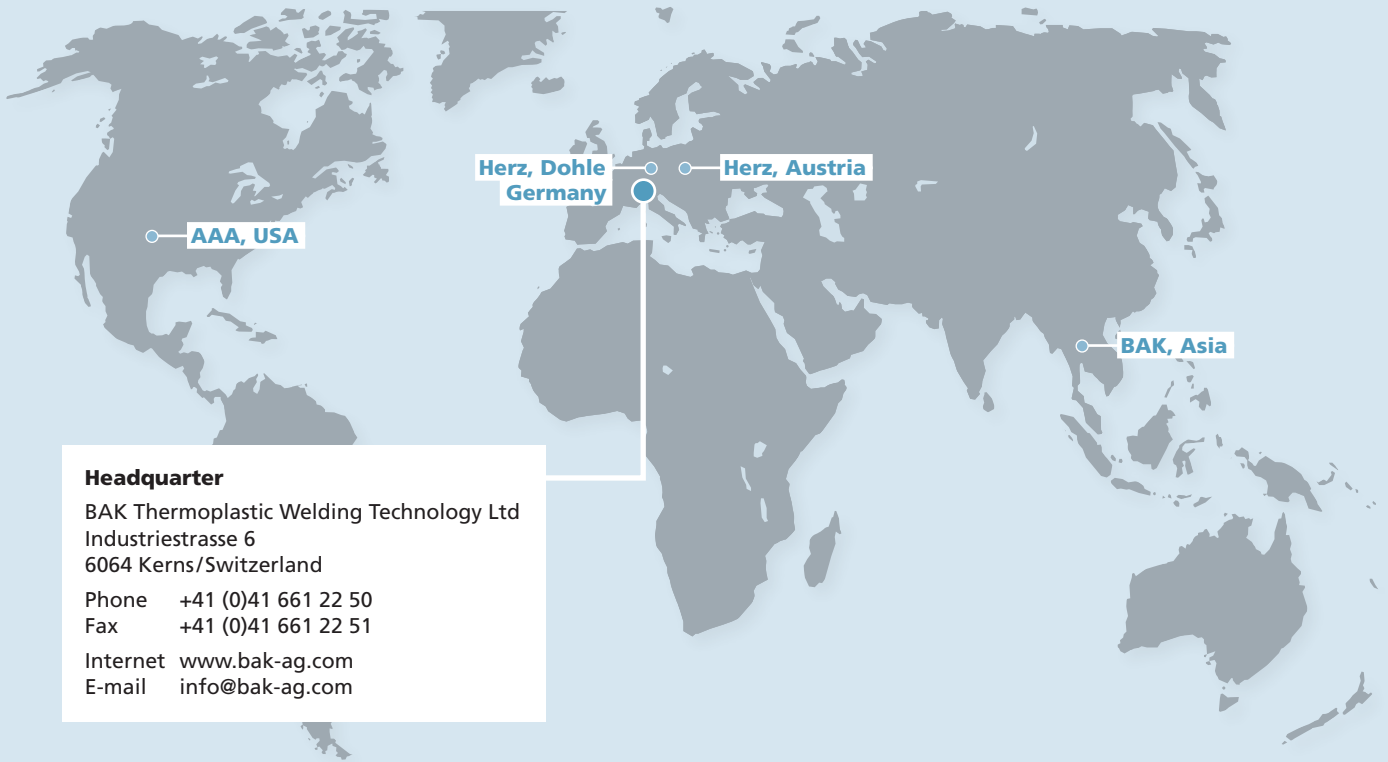 Herz, Dohle
Germany
Herz, Austria
AAA, USA
BAK, Asia
Headquarter
BAK Thermoplastic Welding Technology Ltd
Industriestrasse 6
6064 Kerns/Switzerland
Phone +41 (0)41 661 22 50
Fax +41 (0)41 661 22 51
Internet www.bak-ag.com
E-mail info@bak-ag.com